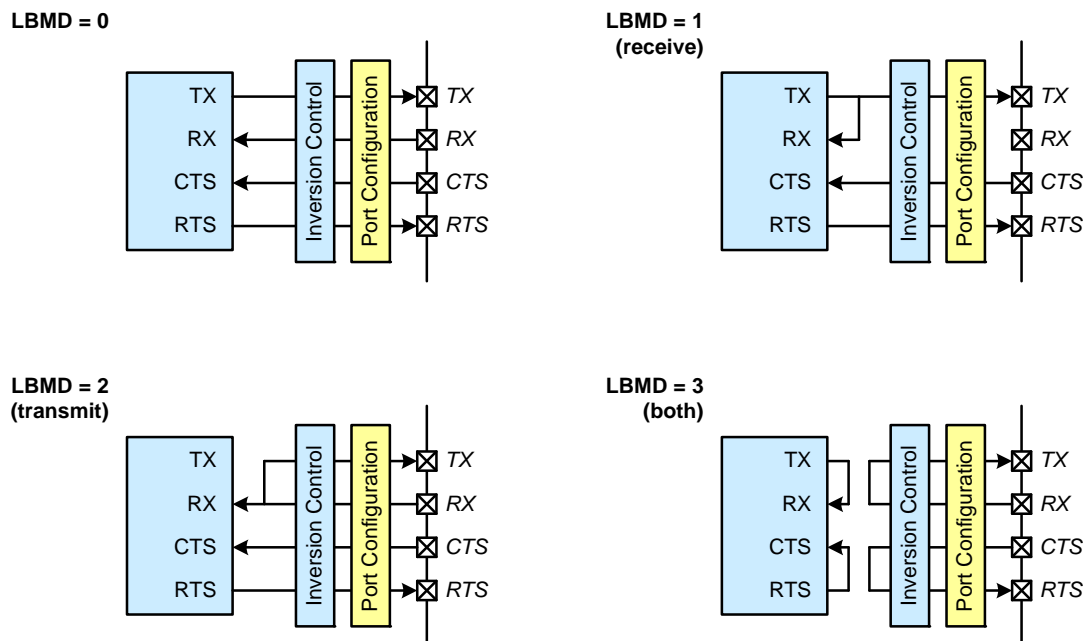 LBMD = 0
TX
RX
CTS
RTS
Inversion Control
Port Configuration
TX
RX
CTS
RTS
LBMD = 1
(receive)
TX
RX
CTS
RTS
Inversion Control
Port Configuration
TX
RX
CTS
RTS
LBMD = 2
(transmit)
TX
RX
CTS
RTS
Inversion Control
Port Configuration
TX
RX
CTS
RTS
LBMD = 3
(both)
TX
RX
CTS
RTS
Inversion Control
Port Configuration
TX
RX
CTS
RTS